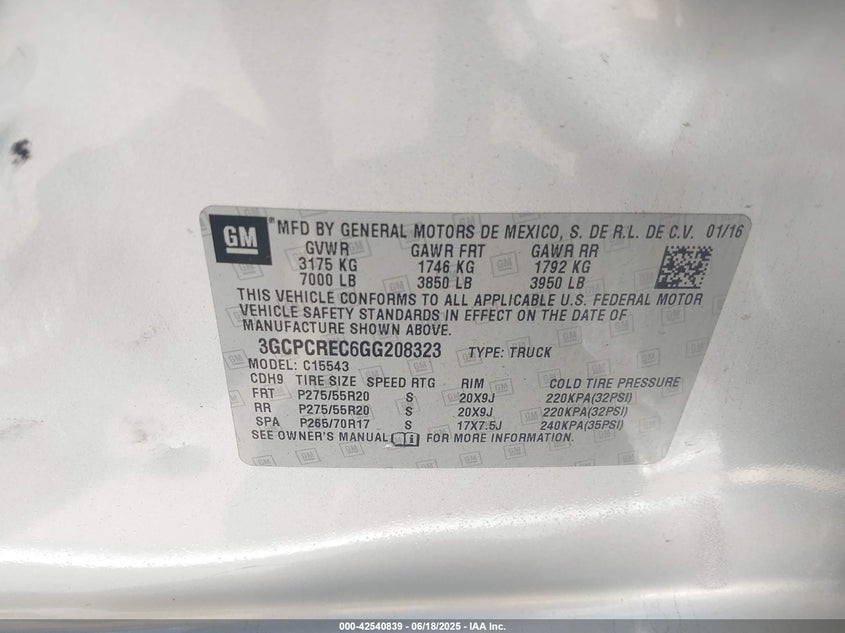 GM
® MFD BY GENERAL MOTORS DE MEXICO, S. DE R.L. DE C.V. 01/16
GVWR GAWR FRT GAWR RR
3175 KG 1746 KG 1792 KG
7000 LB 3850 LB 3950 LB
THIS VEHICLE CONFORMS TO ALL APPLICABLE U.S. FEDERAL MOTOR
VEHICLE SAFETY STANDARDS IN EFFECT ON THE DATE OF
MANUFACTURE SHOWN ABOVE.
3GCPCREC6GG208323 TYPE: TRUCK
MODEL: C15543
CDH9 TIRE SIZE SPEED RTG RIM COLD TIRE PRESSURE
FRT P275/55R20 S 20X9J 220KPA(32PSI)
RR P275/55R20 S 20X9J 220KPA(32PSI)
SPA P265/70R17 S 17X7.5J 240KPA(35PSI)
SEE OWNER'S MANUAL FOR MORE INFORMATION.
000-42540839 - 06/18/2025 - IAA Inc.